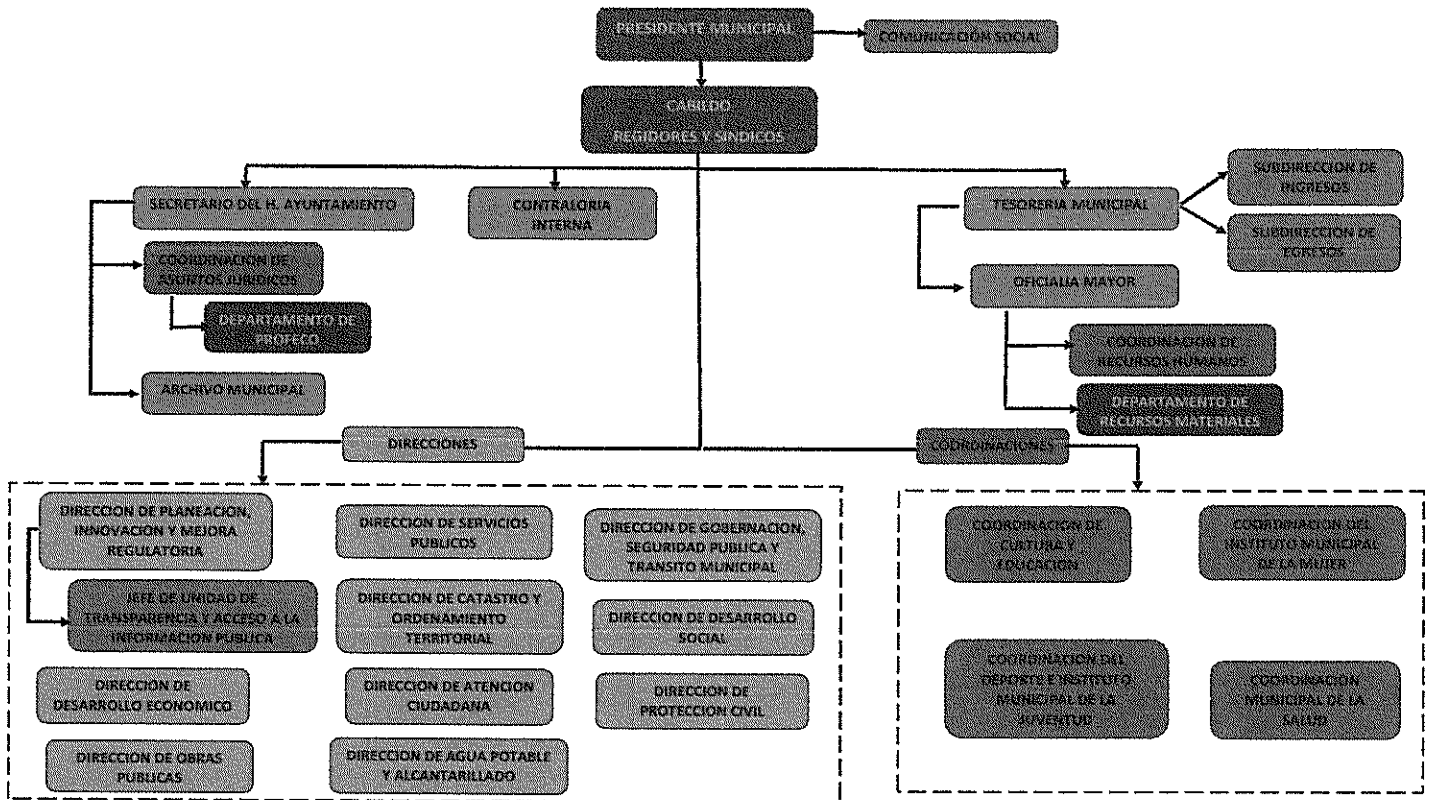 PRESIDENTE MUNICIPAL
COMUNICACION SOCIAL
CABILDO
REGIDORES Y SINDICOS
SECRETARIO DEL H. AYUNTAMIENTO
CONTRALORIA
INTERNA
TESORERIA MUNICIPAL
SUBDIRECCION DE
INGRESOS
SUBDIRECCION DE
EGRESOS
COORDINACION DE
ASUNTOS JURIDICOS
DEPARTAMENTO DE
PROFECO
ARCHIVO MUNICIPAL
OFICIALIA MAYOR
COORDINACION DE
RECURSOS HUMANOS
DEPARTAMENTO DE
RECURSOS MATERIALES
DIRECCIONES
COORDINACIONES
DIRECCION DE PLANEACION,
INNOVACION Y MEJORA
REGULATORIA
JEFE DE UNIDAD DE
TRANSPARENCIA Y ACCESO A LA
INFORMACION PUBLICA
DIRECCION DE
DESARROLLO ECONOMICO
DIRECCION DE OBRAS
PUBLICAS
DIRECCION DE SERVICIOS
PUBLICOS
DIRECCION DE CATASTRO Y
ORDENAMIENTO
TERRITORIAL
DIRECCION DE ATENCION
CIUDADANA
DIRECCION DE AGUA POTABLE
Y ALCANTARILLADO
DIRECCION DE GOBERNACION,
SEGURIDAD PUBLICA Y
TRANSITO MUNICIPAL
DIRECCION DE DESARROLLO
SOCIAL
DIRECCION DE
PROTECCION CIVIL
COORDINACION DE
CULTURA Y
EDUCACION
COORDINACION DEL
INSTITUTO MUNICIPAL
DE LA MUJER
COORDINACION DEL
DEPORTE E INSTITUTO
MUNICIPAL DE LA
JUVENTUD
COORDINACION
MUNICIPAL DE LA
SALUD